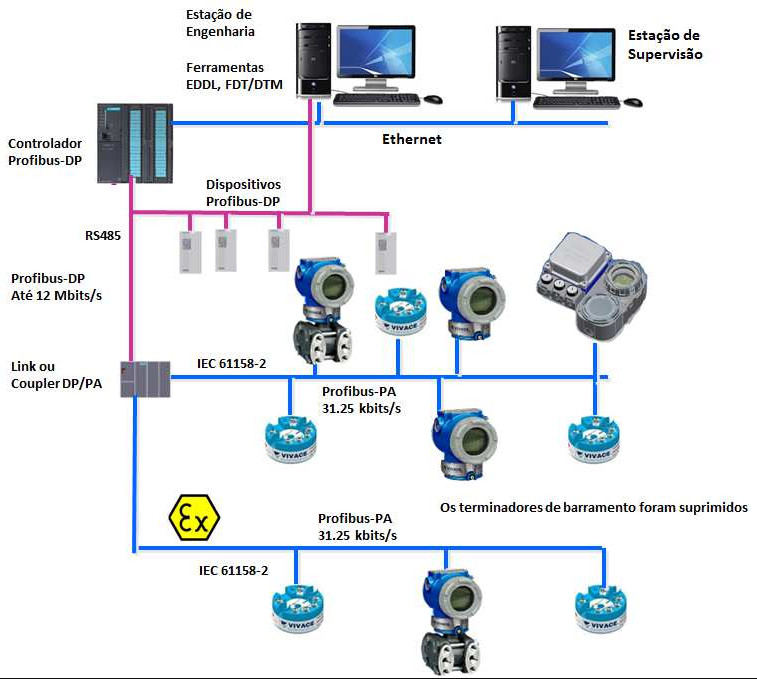 Estação de
Engenharia
Ferramentas
EDDL, FDT/DTM
Estação de
Supervisão
Ethernet
Controlador
Profibus-DP
Dispositivos
Profibus-DP
RS485
Profibus-DP
Até 12 Mbits/s
VIVACE
VIVACE
Link ou
Coupler DP/PA
IEC 61158-2
Profibus-PA
31.25 kbits/s
VIVACE
VIVACE
VIVACE
Os terminadores de barramento foram suprimidos
Ex
Profibus-PA
31.25 kbits/s
IEC 61158-2
VIVACE
VIVACE